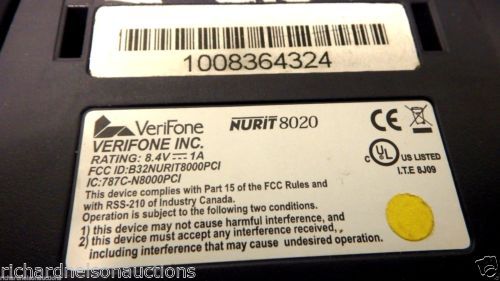 1008364324
VeriFone NURIT 8020
VERIFONE INC.
RATING: 8.4V 1A
FCC ID:B32NURIT8000PCI
IC:787C-N8000PCI
CE
C UL US LISTED
I.T.E 8J09
This device complies with Part 15 of the FCC Rules and
with RSS-210 of Industry Canada.
Operation is subject to the following two conditions.
1) this device may not cause harmful interference, and
2) this device must accept any interference received,
including interference that may cause undesired operation.
richardnelsonauctions